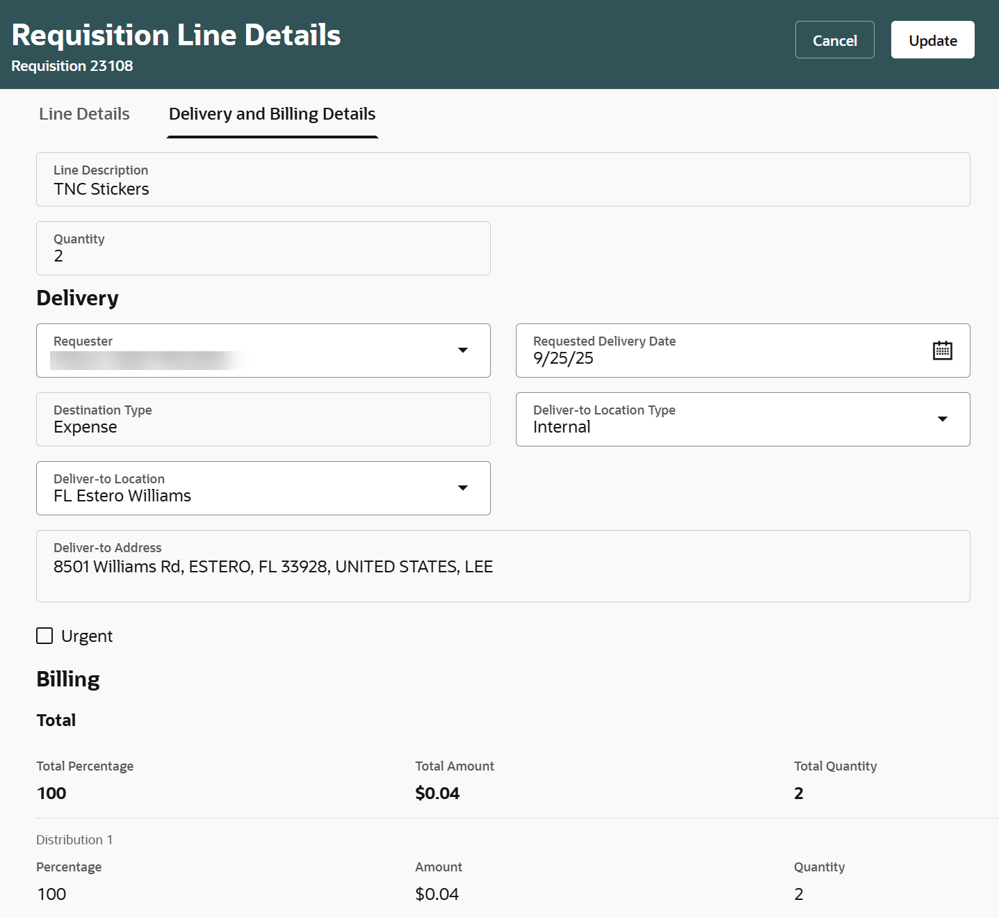 Requisition Line Details
Requisition 23108
Cancel
Update
Line Details
Delivery and Billing Details
Line Description
TNC Stickers
Quantity
2
Delivery
Requester
Requested Delivery Date
9/25/25
Destination Type
Expense
Deliver-to Location Type
Internal
Deliver-to Location
FL Estero Williams
Deliver-to Address
8501 Williams Rd, ESTERO, FL 33928, UNITED STATES, LEE
Urgent
Billing
Total
Total Percentage
Total Amount
Total Quantity
100
$0.04
2
Distribution 1
Percentage
Amount
Quantity
100
$0.04
2